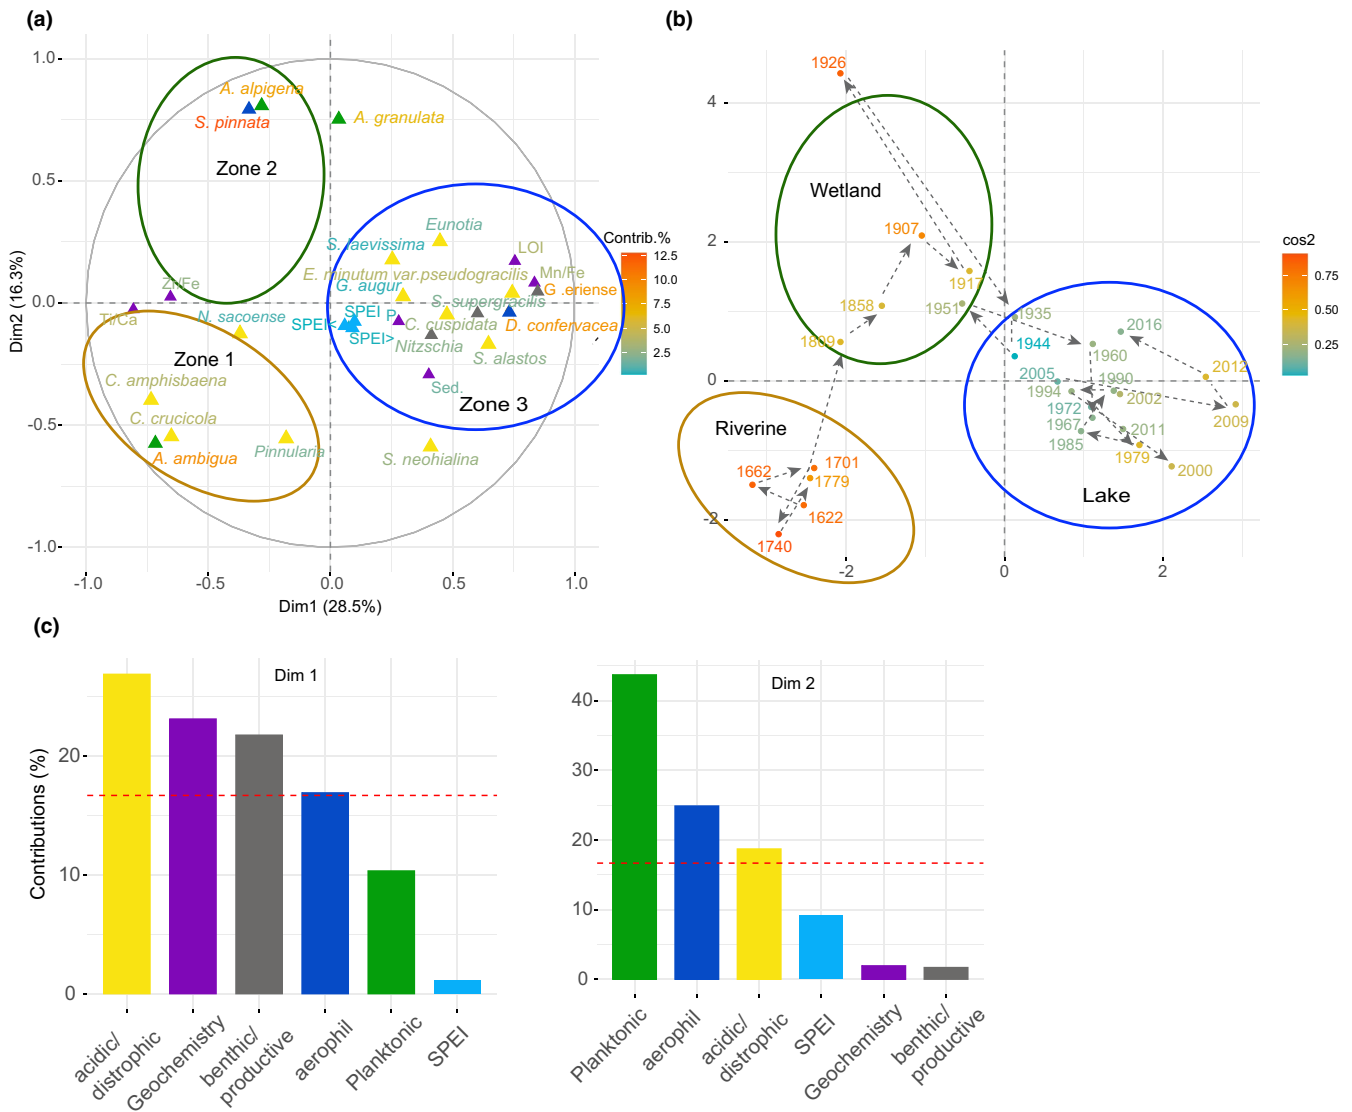 (a)
1.0
0.5
0.0
-0.5
-1.0
Dim2 (16.3%)
-1.0
-0.5
0.0
0.5
1.0
Dim1 (28.5%)
A. alpigena
S. pinnata
A. granulata
Zone 2
Eunotia
S. laevissima
LOI
E. minutum var.pseudogracilis
Mn/Fe
G. augur
G .eriense
Zr/Fe
S. supergracilis
Ti/Ca
N. sacoense
SPEI
P
SPEI<
C. cuspidata
D. confervacea
SPEI>
Nitzschia
S. alastos
Zone 1
C. amphisbaena
Sed.
Zone 3
C. crucicola
A. ambigua
Pinnularia
S. neohialina
Contrib.%
12.5
10.0
7.5
5.0
2.5
(b)
4
2
0
-2
-2
0
2
1926
Wetland
1907
1917
1951
1858
1935
1809
1944
2016
1960
2005
2012
1990
1994
2002
1972
2009
1967
2011
1985
1979
2000
Lake
Riverine
1701
1662
1779
1622
1740
cos2
0.75
0.50
0.25
(c)
Dim 1
Contributions (%)
20
10
0
acidic/
distrophic
Geochemistry
benthic/
productive
aerophil
Planktonic
SPEI
Dim 2
40
30
20
10
0
Planktonic
aerophil
acidic/
distrophic
SPEI
Geochemistry
benthic/
productive